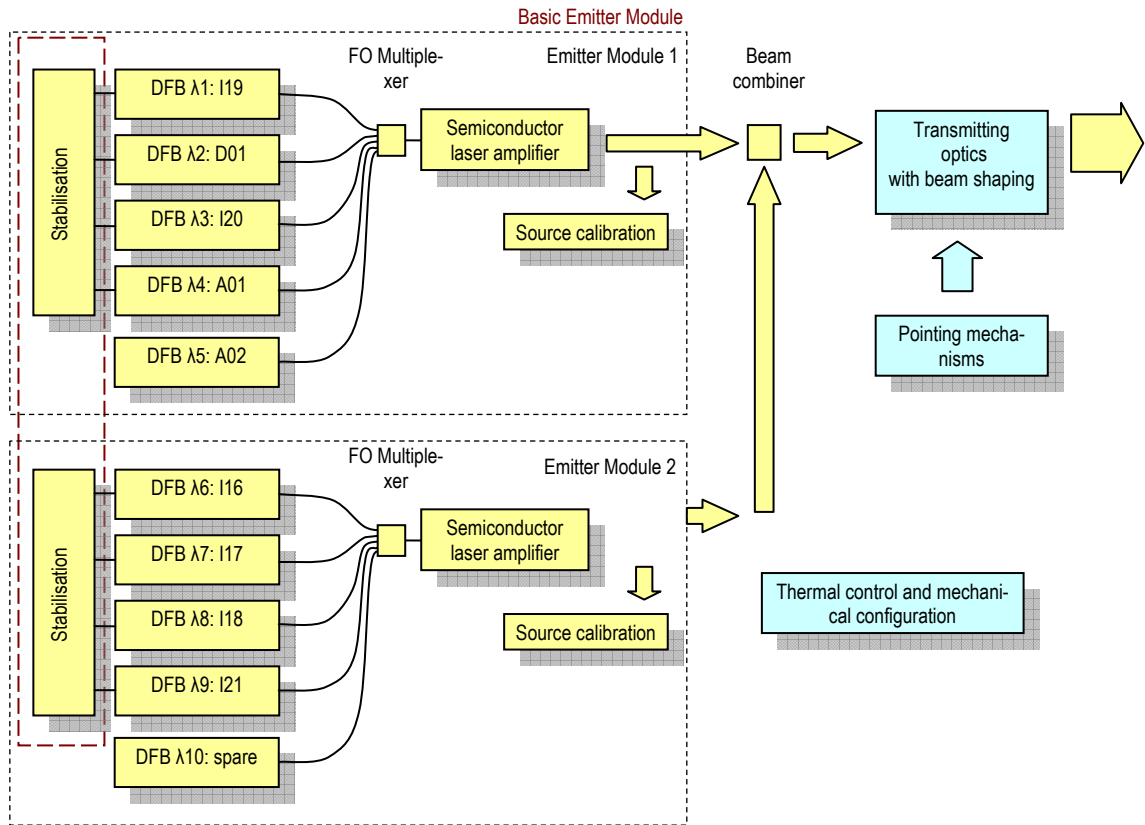 Basic Emitter Module
FO Multiple-
xer
Emitter Module 1
Stabilisation
DFB λ1: I19
DFB λ2: D01
DFB λ3: I20
DFB λ4: A01
DFB λ5: A02
Semiconductor
laser amplifier
Source calibration
Beam
combiner
Transmitting
optics
with beam shaping
Pointing mecha-
nisms
FO Multiple-
xer
Emitter Module 2
Stabilisation
DFB λ6: I16
DFB λ7: I17
DFB λ8: I18
DFB λ9: I21
DFB λ10: spare
Semiconductor
laser amplifier
Source calibration
Thermal control and mechani-
cal configuration